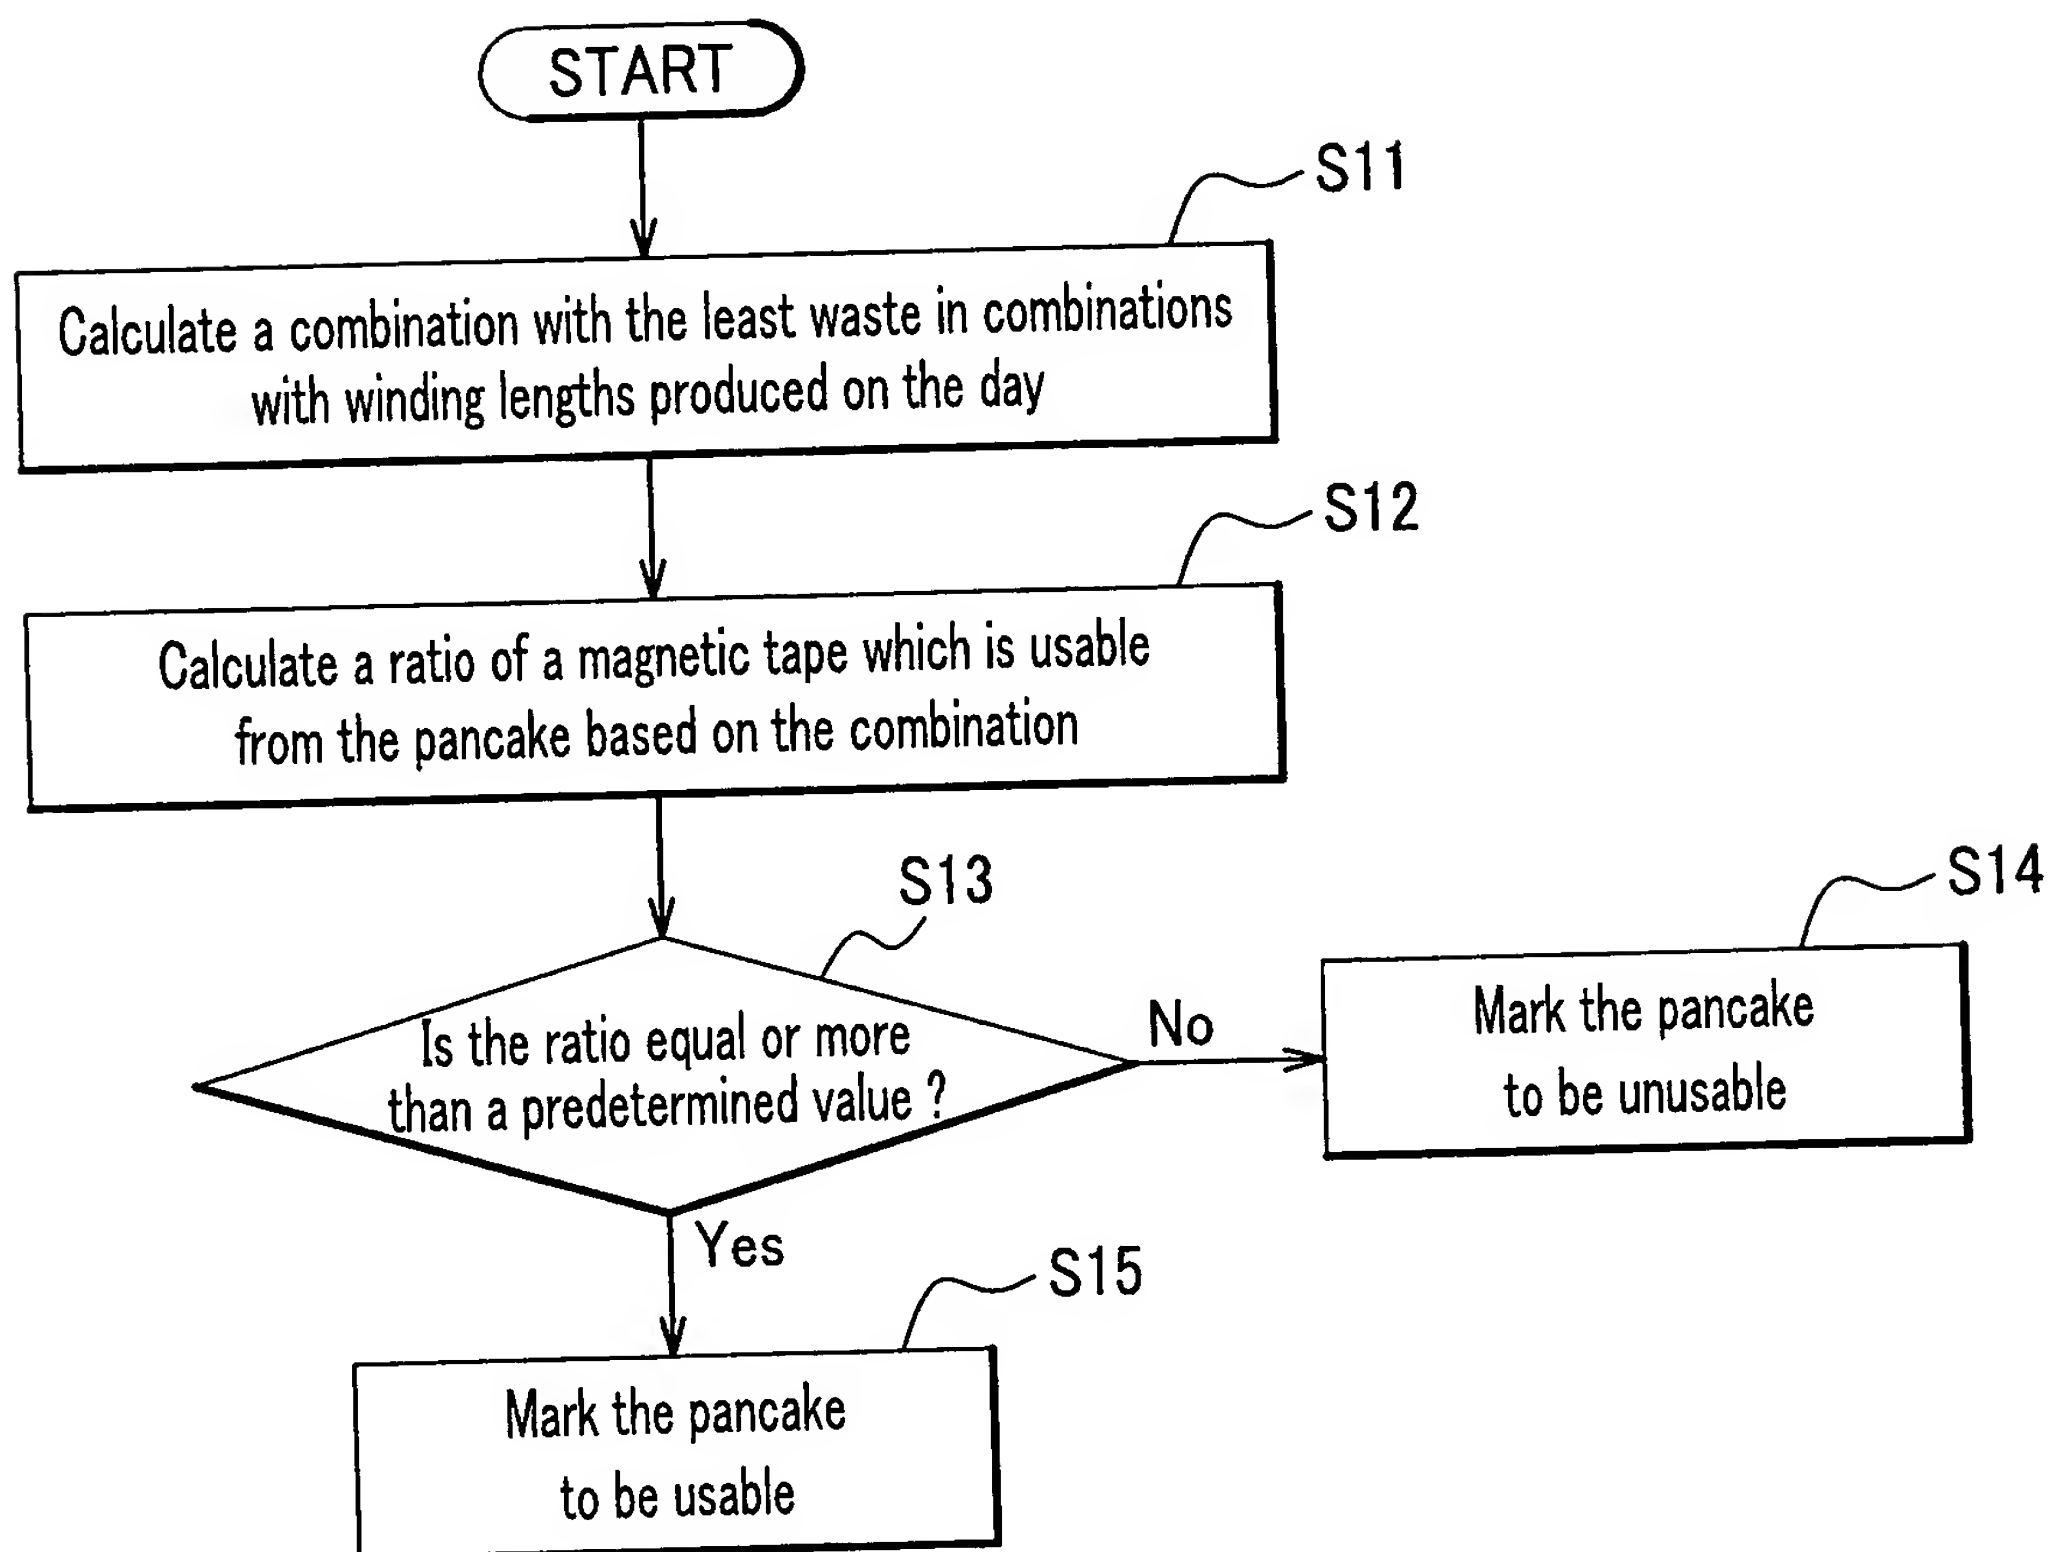 START
S11
Calculate a combination with the least waste in combinations
with winding lengths produced on the day
S12
Calculate a ratio of a magnetic tape which is usable
from the pancake based on the combination
S13
S14
Is the ratio equal or more
than a predetermined value ?
No
Mark the pancake
to be unusable
Yes
S15
Mark the pancake
to be usable